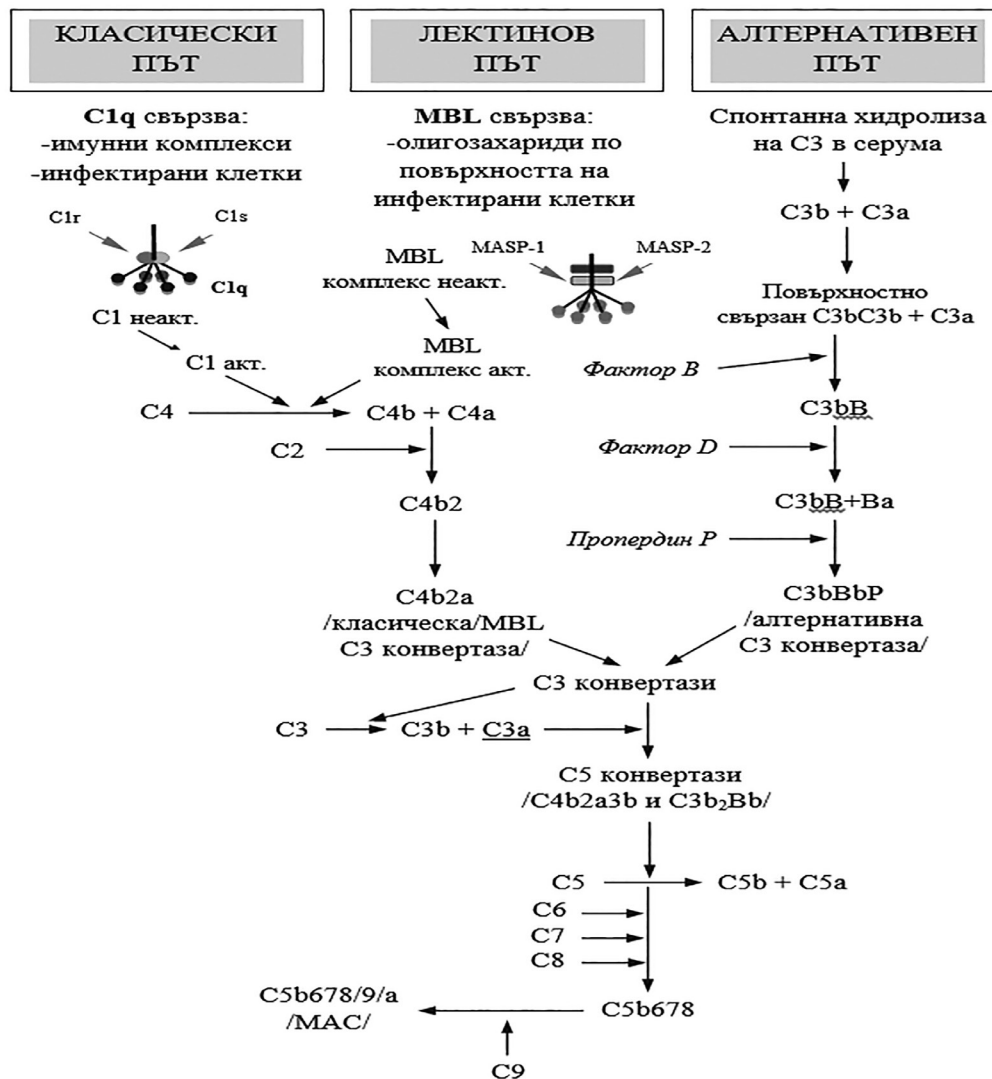 КЛАСИЧЕСКИ
ПЪТ
ЛЕКТИНОВ
ПЪТ
АЛТЕРНАТИВЕН
ПЪТ
C1q свързва:
-имунни комплекси
-инфектирани клетки
MBL свързва:
-олигозахариди по
повърхността на
инфектирани клетки
Спонтанна хидролиза
на C3 в серума
C1r
C1s
C1q
C1 неакт.
C1 акт.
MBL
комплекс неакт.
MASP-1
MASP-2
MBL
комплекс акт.
C3b + C3a
Повърхностно
свързан C3bC3b + C3a
Фактор B
C3bB
Фактор D
C3bB+Ba
Пропердин P
C3bBbP
/алтернативна
C3 конвертаза/
C4
C4b + C4a
C2
C4b2
C4b2a
/класическа/MBL
C3 конвертаза/
C3 конвертази
C3
C3b + C3a
C5 конвертази
/C4b2a3b и C3b₂Bb/
C5
C5b + C5a
C6
C7
C8
C5b678
C5b678/9/a
/MAC/
C9